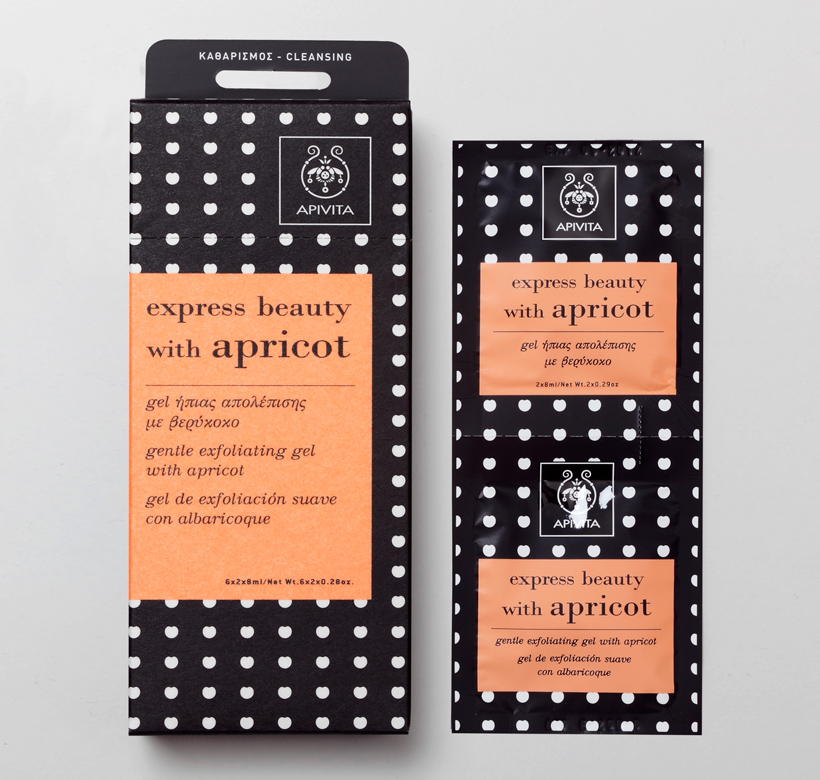 ΚΑΘΑΡΙΣΜΟΣ - CLEANSING
APIVITA
express beauty
with apricot
gel ήπιας απολέπισης
με βερύκοκο
gentle exfoliating gel
with apricot
gel de exfoliación suave
con albaricoque
6x2x8ml/Net Wt.6x2x0.28oz.
APIVITA
express beauty
with apricot
gel ήπιας απολέπισης
με βερύκοκο
2x8ml/Net Wt.2x0.29oz
APIVITA
express beauty
with apricot
gentle exfoliating gel with apricot
gel de exfoliación suave
con albaricoque